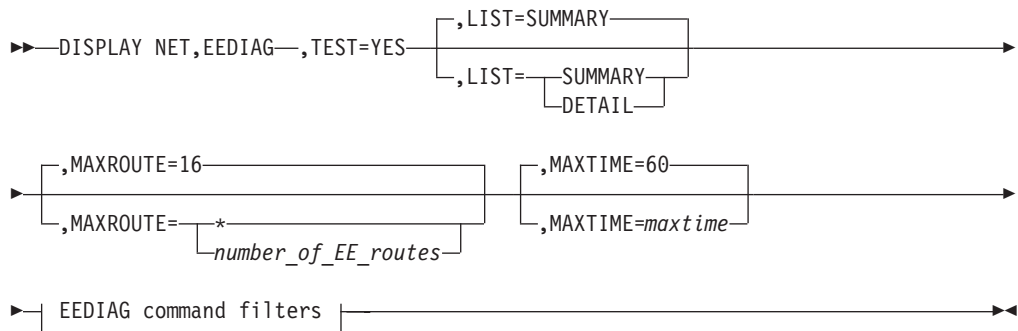 ,LIST=SUMMARY
DISPLAY NET,EEDIAG ,TEST=YES
,LIST= SUMMARY
DETAIL
,MAXROUTE=16 ,MAXTIME=60
,MAXROUTE= * ,MAXTIME=maxtime
number_of_EE_routes
EEDIAG command filters